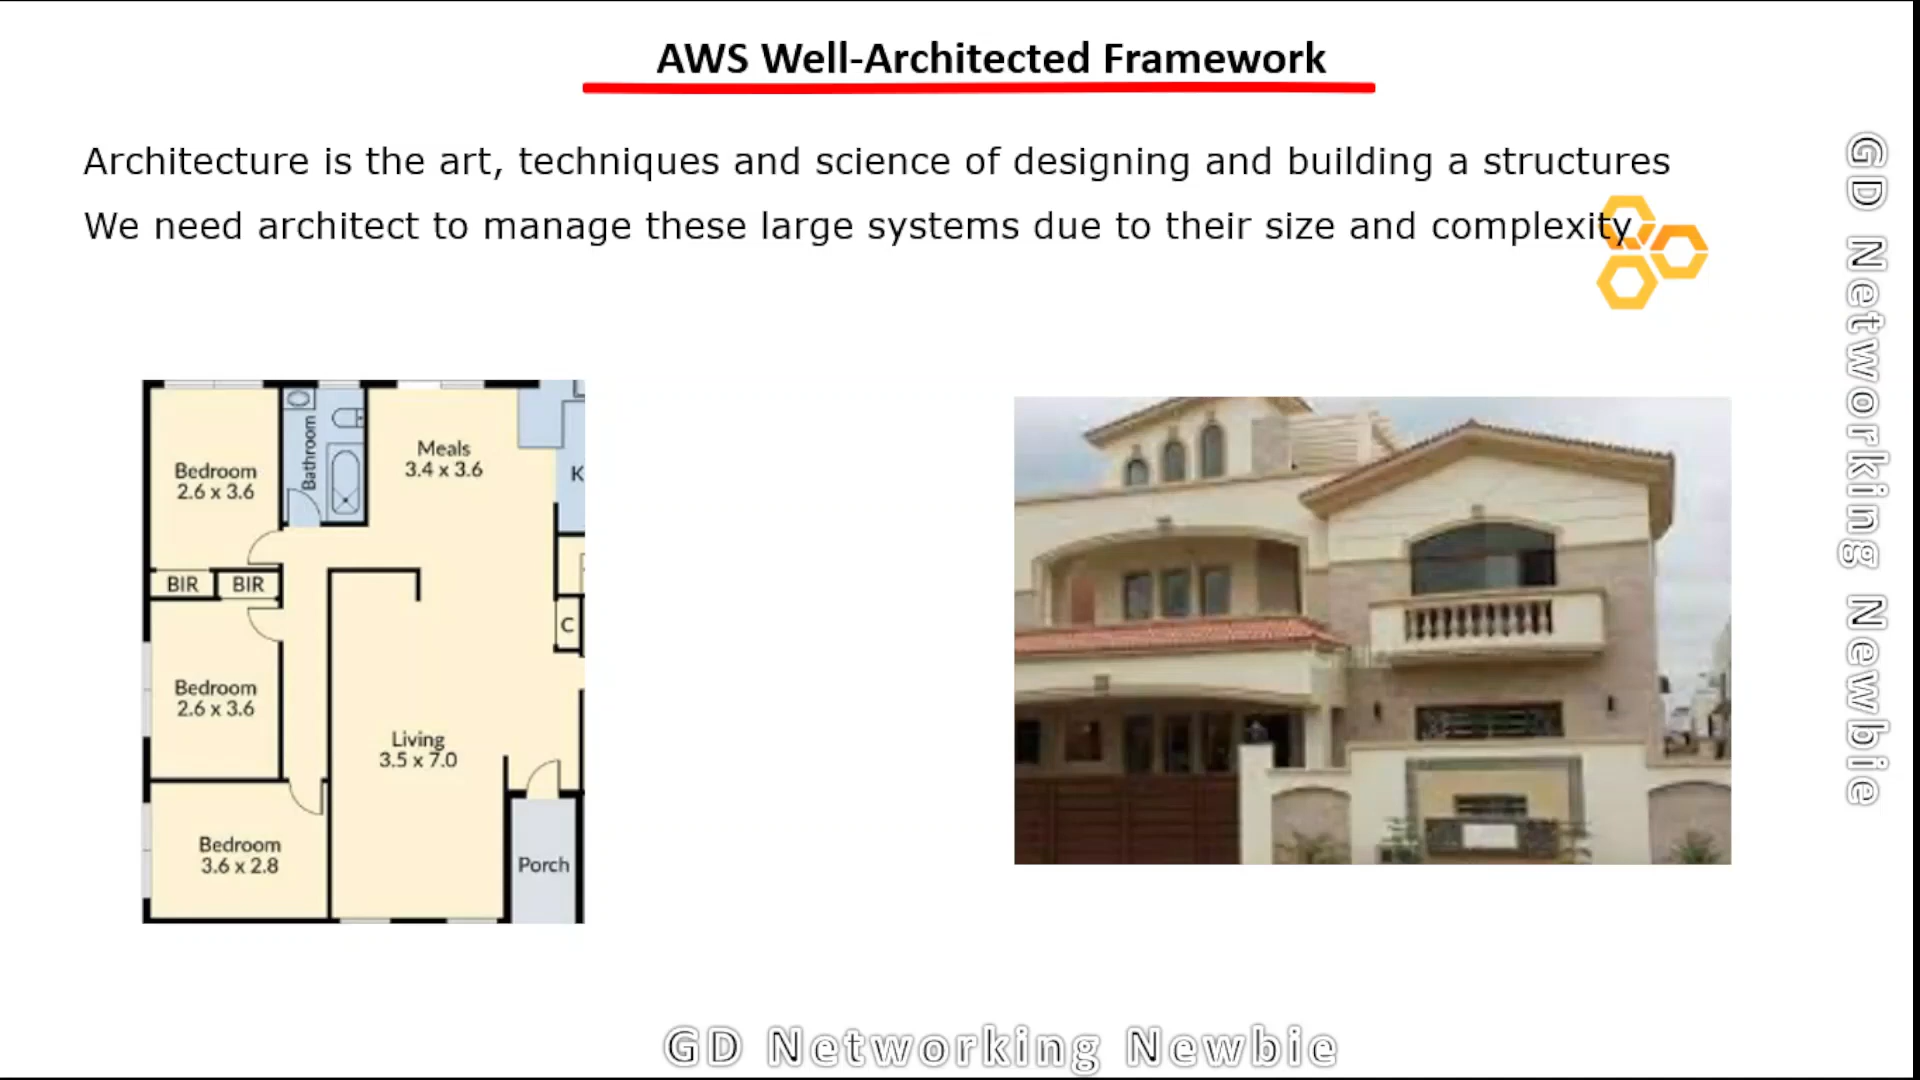 AWS Well-Architected Framework
Architecture is the art, techniques and science of designing and building a structures
We need architect to manage these large systems due to their size and complexity
Bedroom
2.6 x 3.6
Bathroom
Meals
3.4 x 3.6
K
BIR
BIR
C
Bedroom
2.6 x 3.6
Living
3.5 x 7.0
Bedroom
3.6 x 2.8
Porch
GD Networking Newbie
GD Networking Newbie